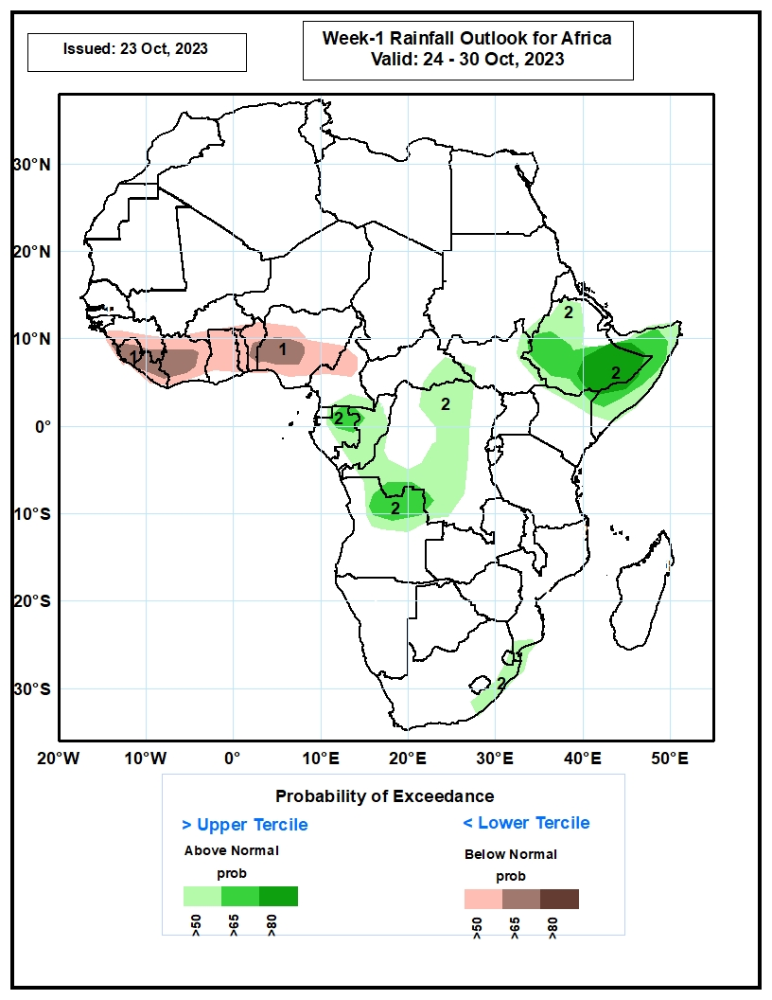 Issued: 23 Oct, 2023
Week-1 Rainfall Outlook for Africa
Valid: 24 - 30 Oct, 2023
30°N
20°N
2
10°N
1
1
2
2
2
0°
2
10°S
20°S
2
30°S
20°W 10°W 0° 10°E 20°E 30°E 40°E 50°E
Probability of Exceedance
> Upper Tercile
< Lower Tercile
Above Normal
Below Normal
prob
prob
>50 >65 >80
>50 >65 >80